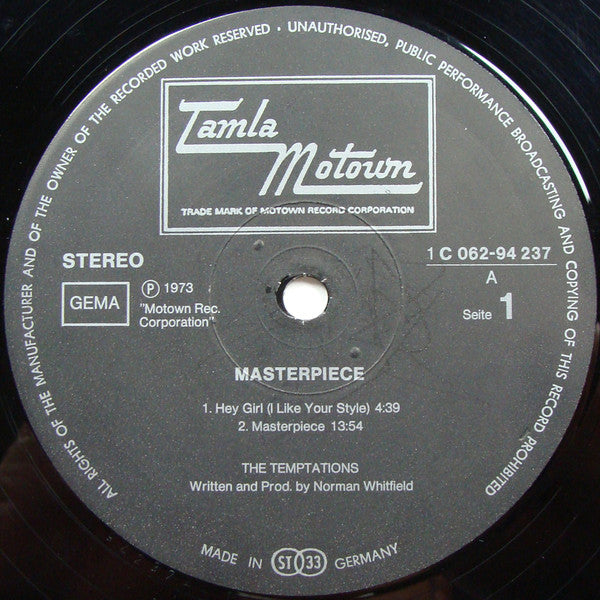 ALL RIGHTS OF THE MANUFACTURER AND OF THE OWNER OF THE RECORDED WORK RESERVED · UNAUTHORISED, PUBLIC PERFORMANCE BROADCASTING AND COPYING OF THIS RECORD PROHIBITED
Tamla
Motown
TRADE MARK OF MOTOWN RECORD CORPORATION
STEREO
1 C 062-94 237
A
GEMA
Ⓟ 1973
Seite 1
"Motown Rec.
Corporation"
MASTERPIECE
1. Hey Girl (I Like Your Style) 4:39
2. Masterpiece 13:54
THE TEMPTATIONS
Written and Prod. by Norman Whitfield
MADE IN ST 33 GERMANY